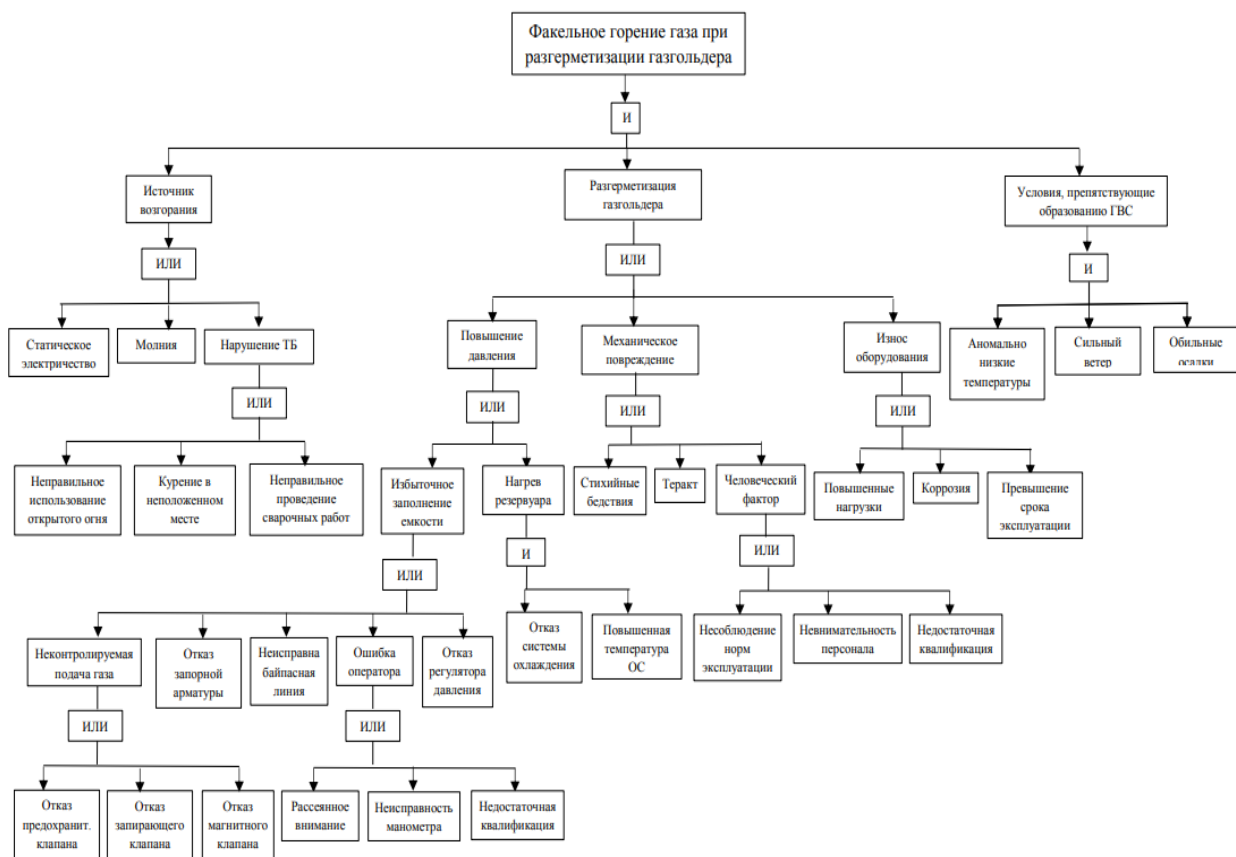 Факельное горение газа при
разгерметизации газгольдера
И
Источник
возгорания
Разгерметизация
газгольдера
Условия, препятствующие
образованию ГВС
ИЛИ
ИЛИ
И
Статическое
электричество
Молния
Нарушение ТБ
Повышение
давления
Механическое
повреждение
Износ
оборудования
Аномально
низкие
температуры
Сильный
ветер
Обильные
осадки
ИЛИ
ИЛИ
ИЛИ
ИЛИ
Неправильное
использование
открытого огня
Курение в
неположенном
месте
Неправильное
проведение
сварочных работ
Избыточное
заполнение
емкости
Нагрев
резервуара
Стихийные
бедствия
Теракт
Человеческий
фактор
Повышенные
нагрузки
Коррозия
Превышение
срока
эксплуатации
ИЛИ
И
ИЛИ
Неконтролируемая
подача газа
Отказ
запорной
арматуры
Неисправна
байпасная
линия
Ошибка
оператора
Отказ
регулятора
давления
Отказ
системы
охлаждения
Повышенная
температура
ОС
Несоблюдение
норм
эксплуатации
Невнимательность
персонала
Недостаточная
квалификация
ИЛИ
ИЛИ
Отказ
предохранит.
клапана
Отказ
запирающего
клапана
Отказ
магнитного
клапана
Рассеянное
внимание
Неисправность
манометра
Недостаточная
квалификация